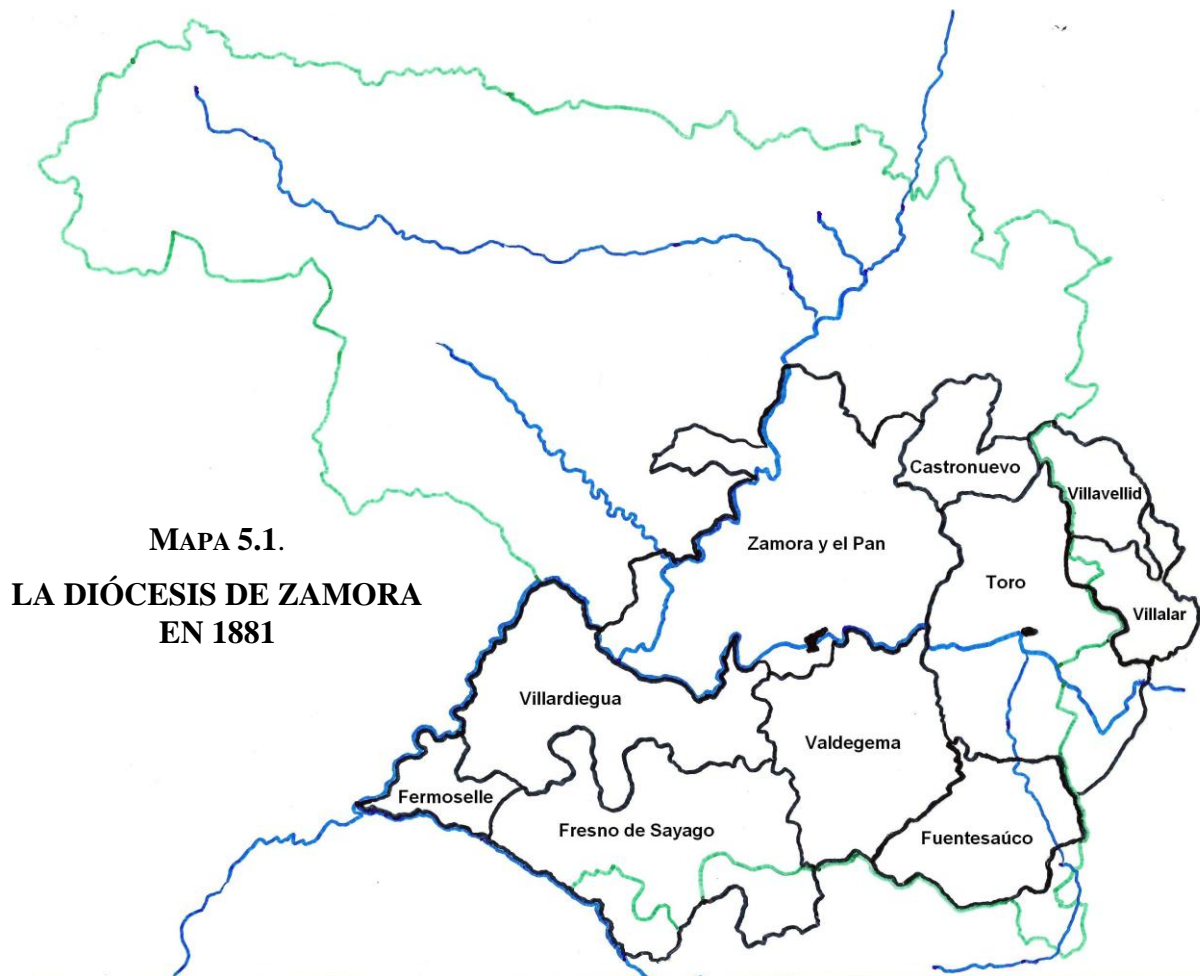 MAPA 5.1.
LA DIÓCESIS DE ZAMORA
EN 1881
Castronuevo
Villavellid
Zamora y el Pan
Toro
Villalar
Villardiegua
Valdegema
Fermoselle
Fresno de Sayago
Fuentesaúco